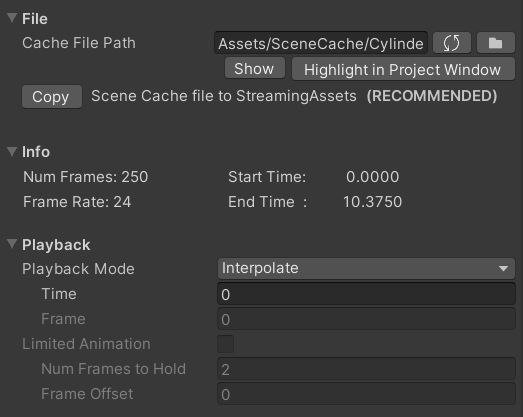 File
Cache File Path Assets/SceneCache/Cylinde
Show Highlight in Project Window
Copy Scene Cache file to StreamingAssets (RECOMMENDED)
Info
Num Frames: 250 Start Time: 0.0000
Frame Rate: 24 End Time : 10.3750
Playback
Playback Mode Interpolate
Time 0
Frame 0
Limited Animation
Num Frames to Hold 2
Frame Offset 0